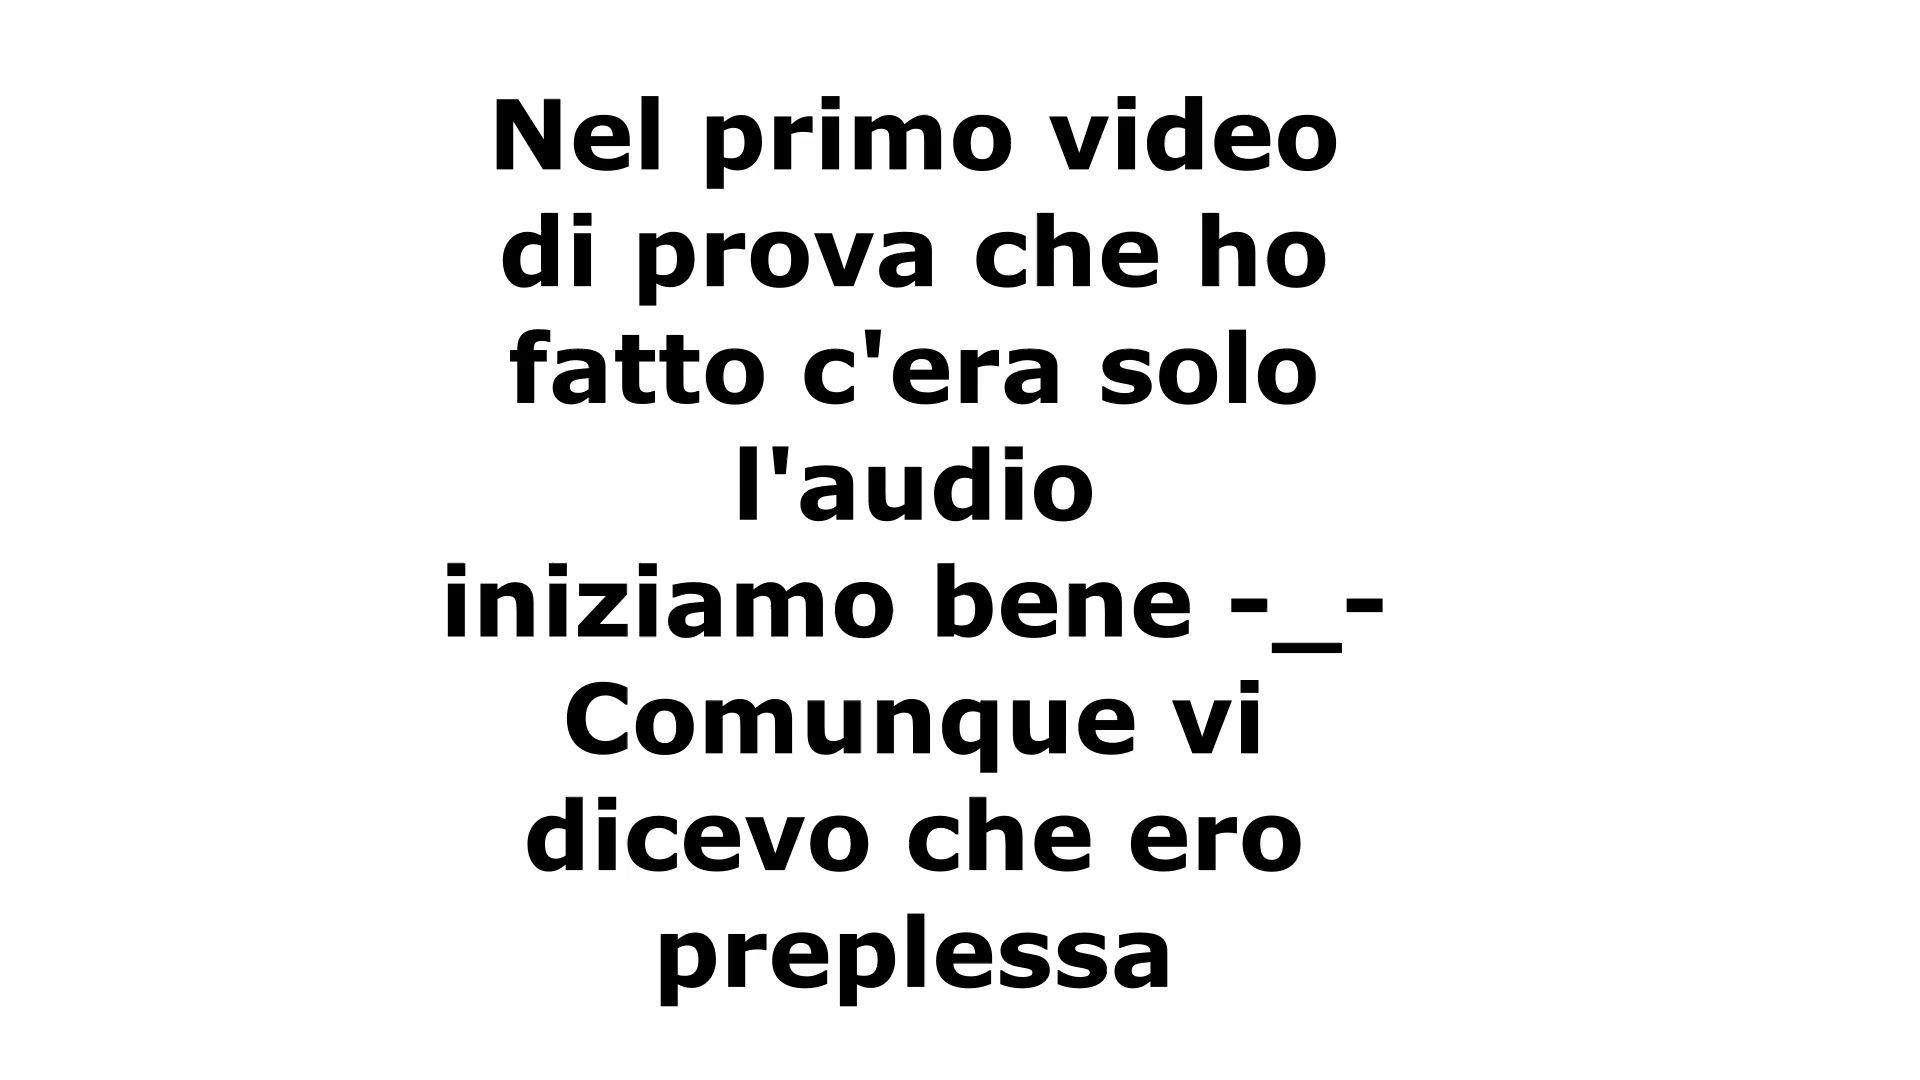 Nel primo video
di prova che ho
fatto c'era solo
l'audio
iniziamo bene -_-
Comunque vi
dicevo che ero
preplessa